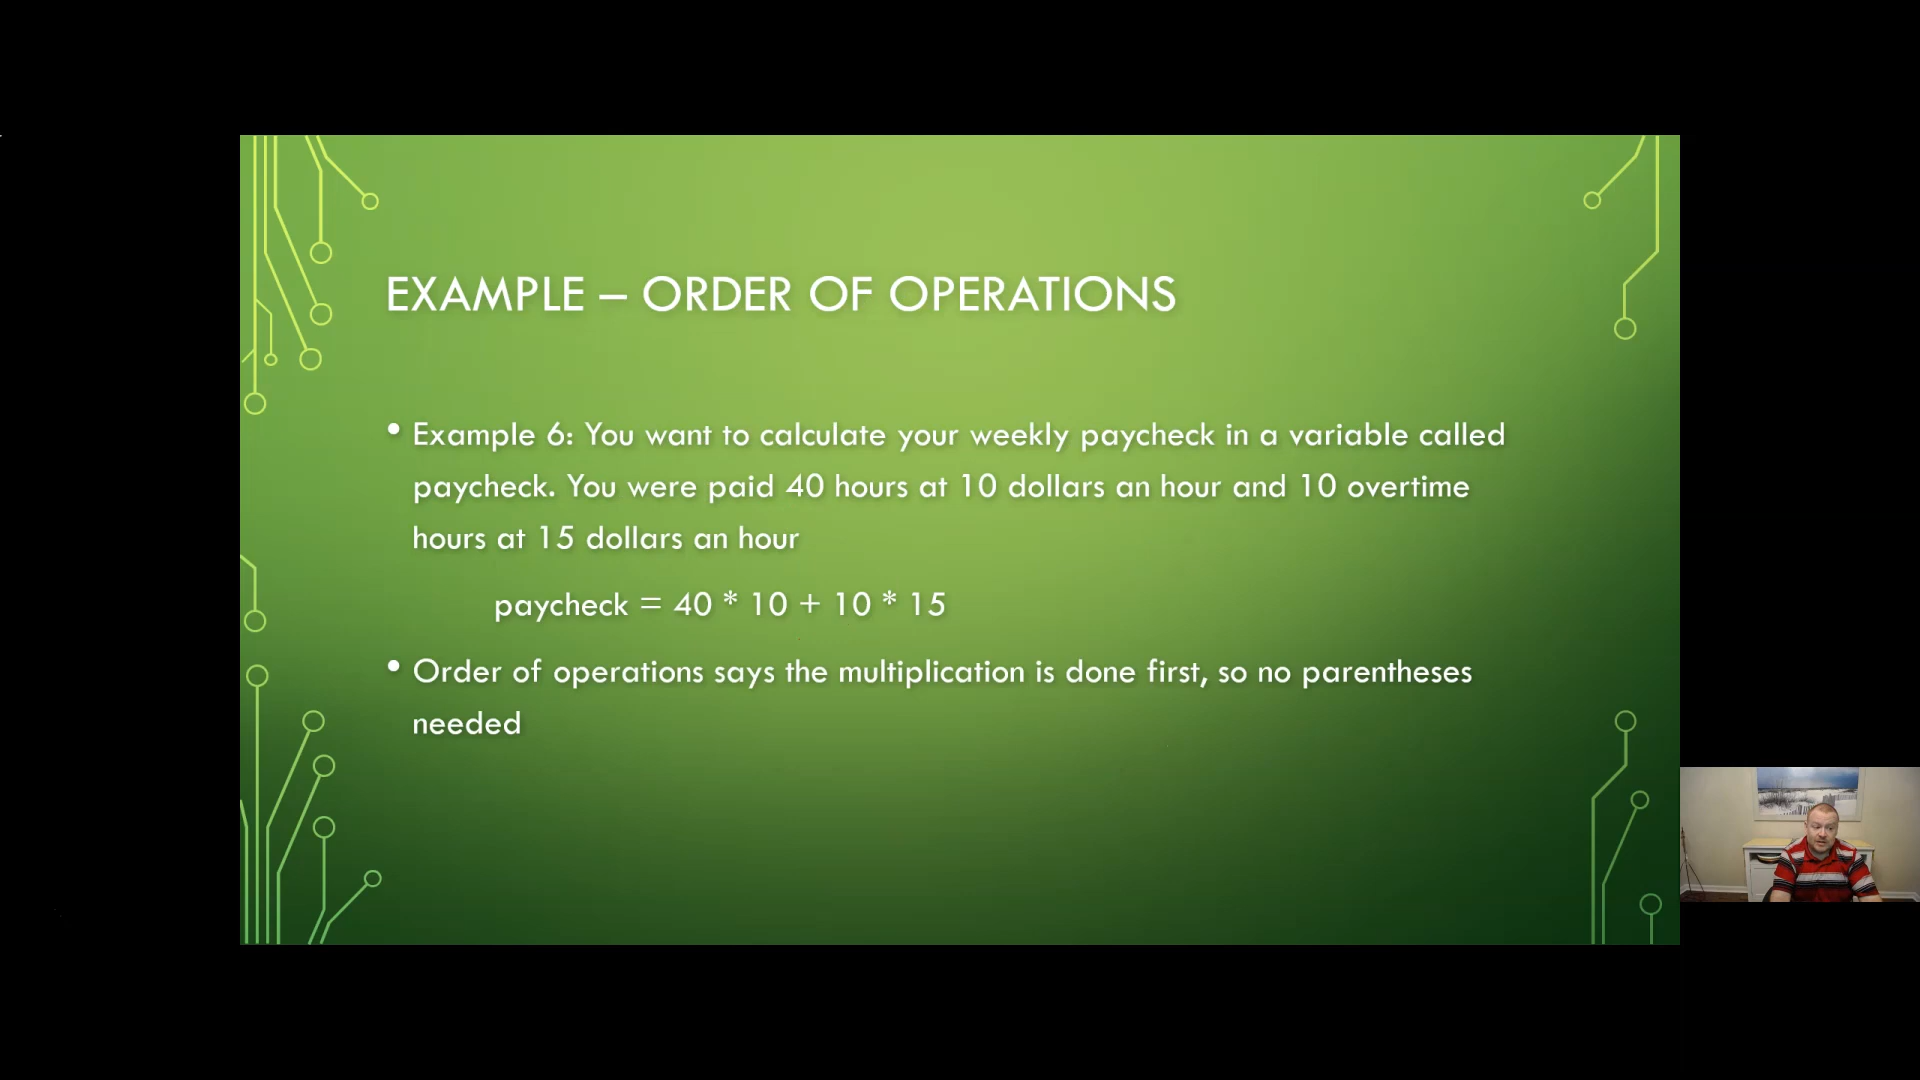 EXAMPLE – ORDER OF OPERATIONS
• Example 6: You want to calculate your weekly paycheck in a variable called
paycheck. You were paid 40 hours at 10 dollars an hour and 10 overtime
hours at 15 dollars an hour
paycheck = 40 * 10 + 10 * 15
• Order of operations says the multiplication is done first, so no parentheses
needed